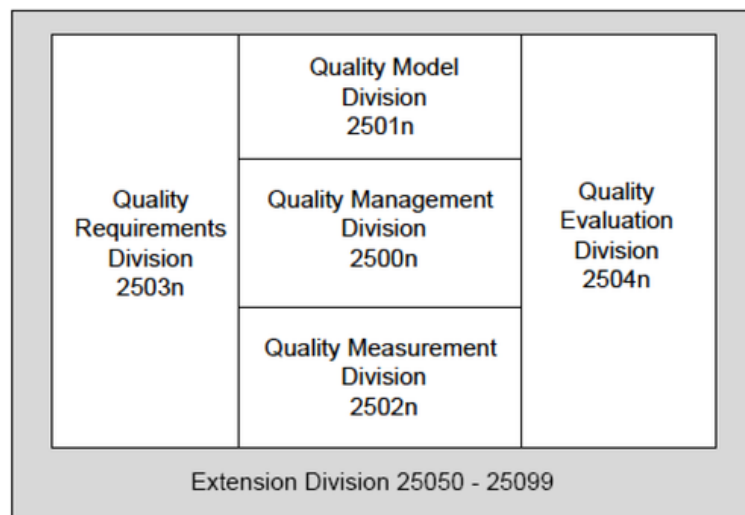 Quality Model
Division
2501n
Quality
Requirements
Division
2503n
Quality Management
Division
2500n
Quality
Evaluation
Division
2504n
Quality Measurement
Division
2502n
Extension Division 25050 - 25099